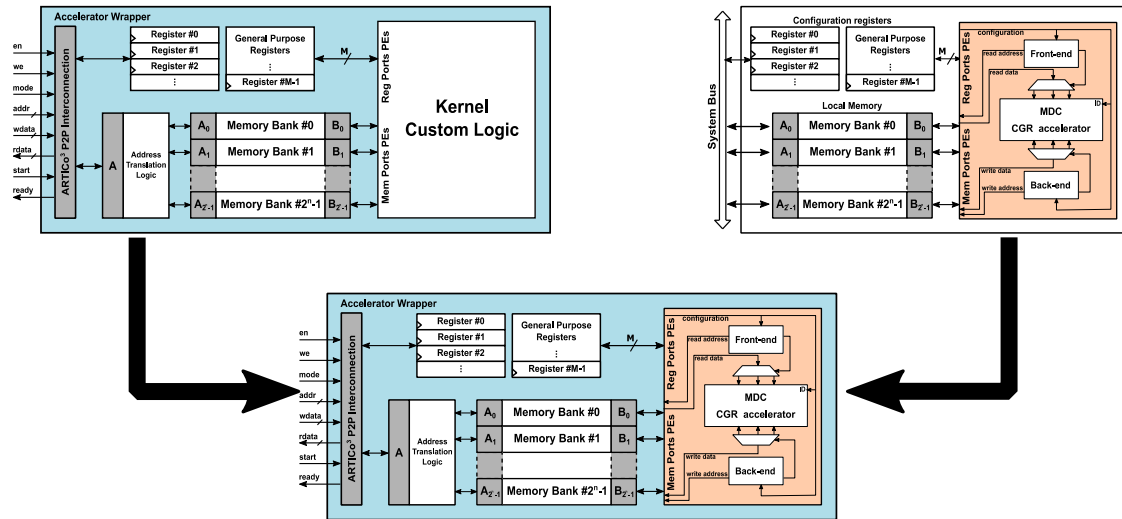 Accelerator Wrapper
en
we
mode
addr
wdata
rdata
start
ready
ARTICo³ P2P Interconnection
Register #0
Register #1
Register #2
⋮
General Purpose
Registers
⋮
Register #M-1
M
A
Address
Translation
Logic
A₀ Memory Bank #0 B₀
A₁ Memory Bank #1 B₁
A₂ⁿ₋₁ Memory Bank #2ⁿ-1 B₂ⁿ₋₁
Reg Ports PEs
Mem Ports PEs
Kernel
Custom Logic
System Bus
Configuration registers
Register #0
Register #1
Register #2
⋮
General Purpose
Registers
⋮
Register #M-1
M
Local Memory
A₀ Memory Bank #0 B₀
A₁ Memory Bank #1 B₁
A₂ⁿ₋₁ Memory Bank #2ⁿ-1 B₂ⁿ₋₁
Reg Ports PEs
Mem Ports PEs
configuration
read address
read data
Front-end
ID
MDC
CGR accelerator
write data
write address
Back-end
Accelerator Wrapper
en
we
mode
addr
wdata
rdata
start
ready
ARTICo³ P2P Interconnection
Register #0
Register #1
Register #2
⋮
General Purpose
Registers
⋮
Register #M-1
M
A
Address
Translation
Logic
A₀ Memory Bank #0 B₀
A₁ Memory Bank #1 B₁
A₂ⁿ₋₁ Memory Bank #2ⁿ-1 B₂ⁿ₋₁
Reg Ports PEs
Mem Ports PEs
configuration
read address
read data
Front-end
ID
MDC
CGR accelerator
write data
write address
Back-end